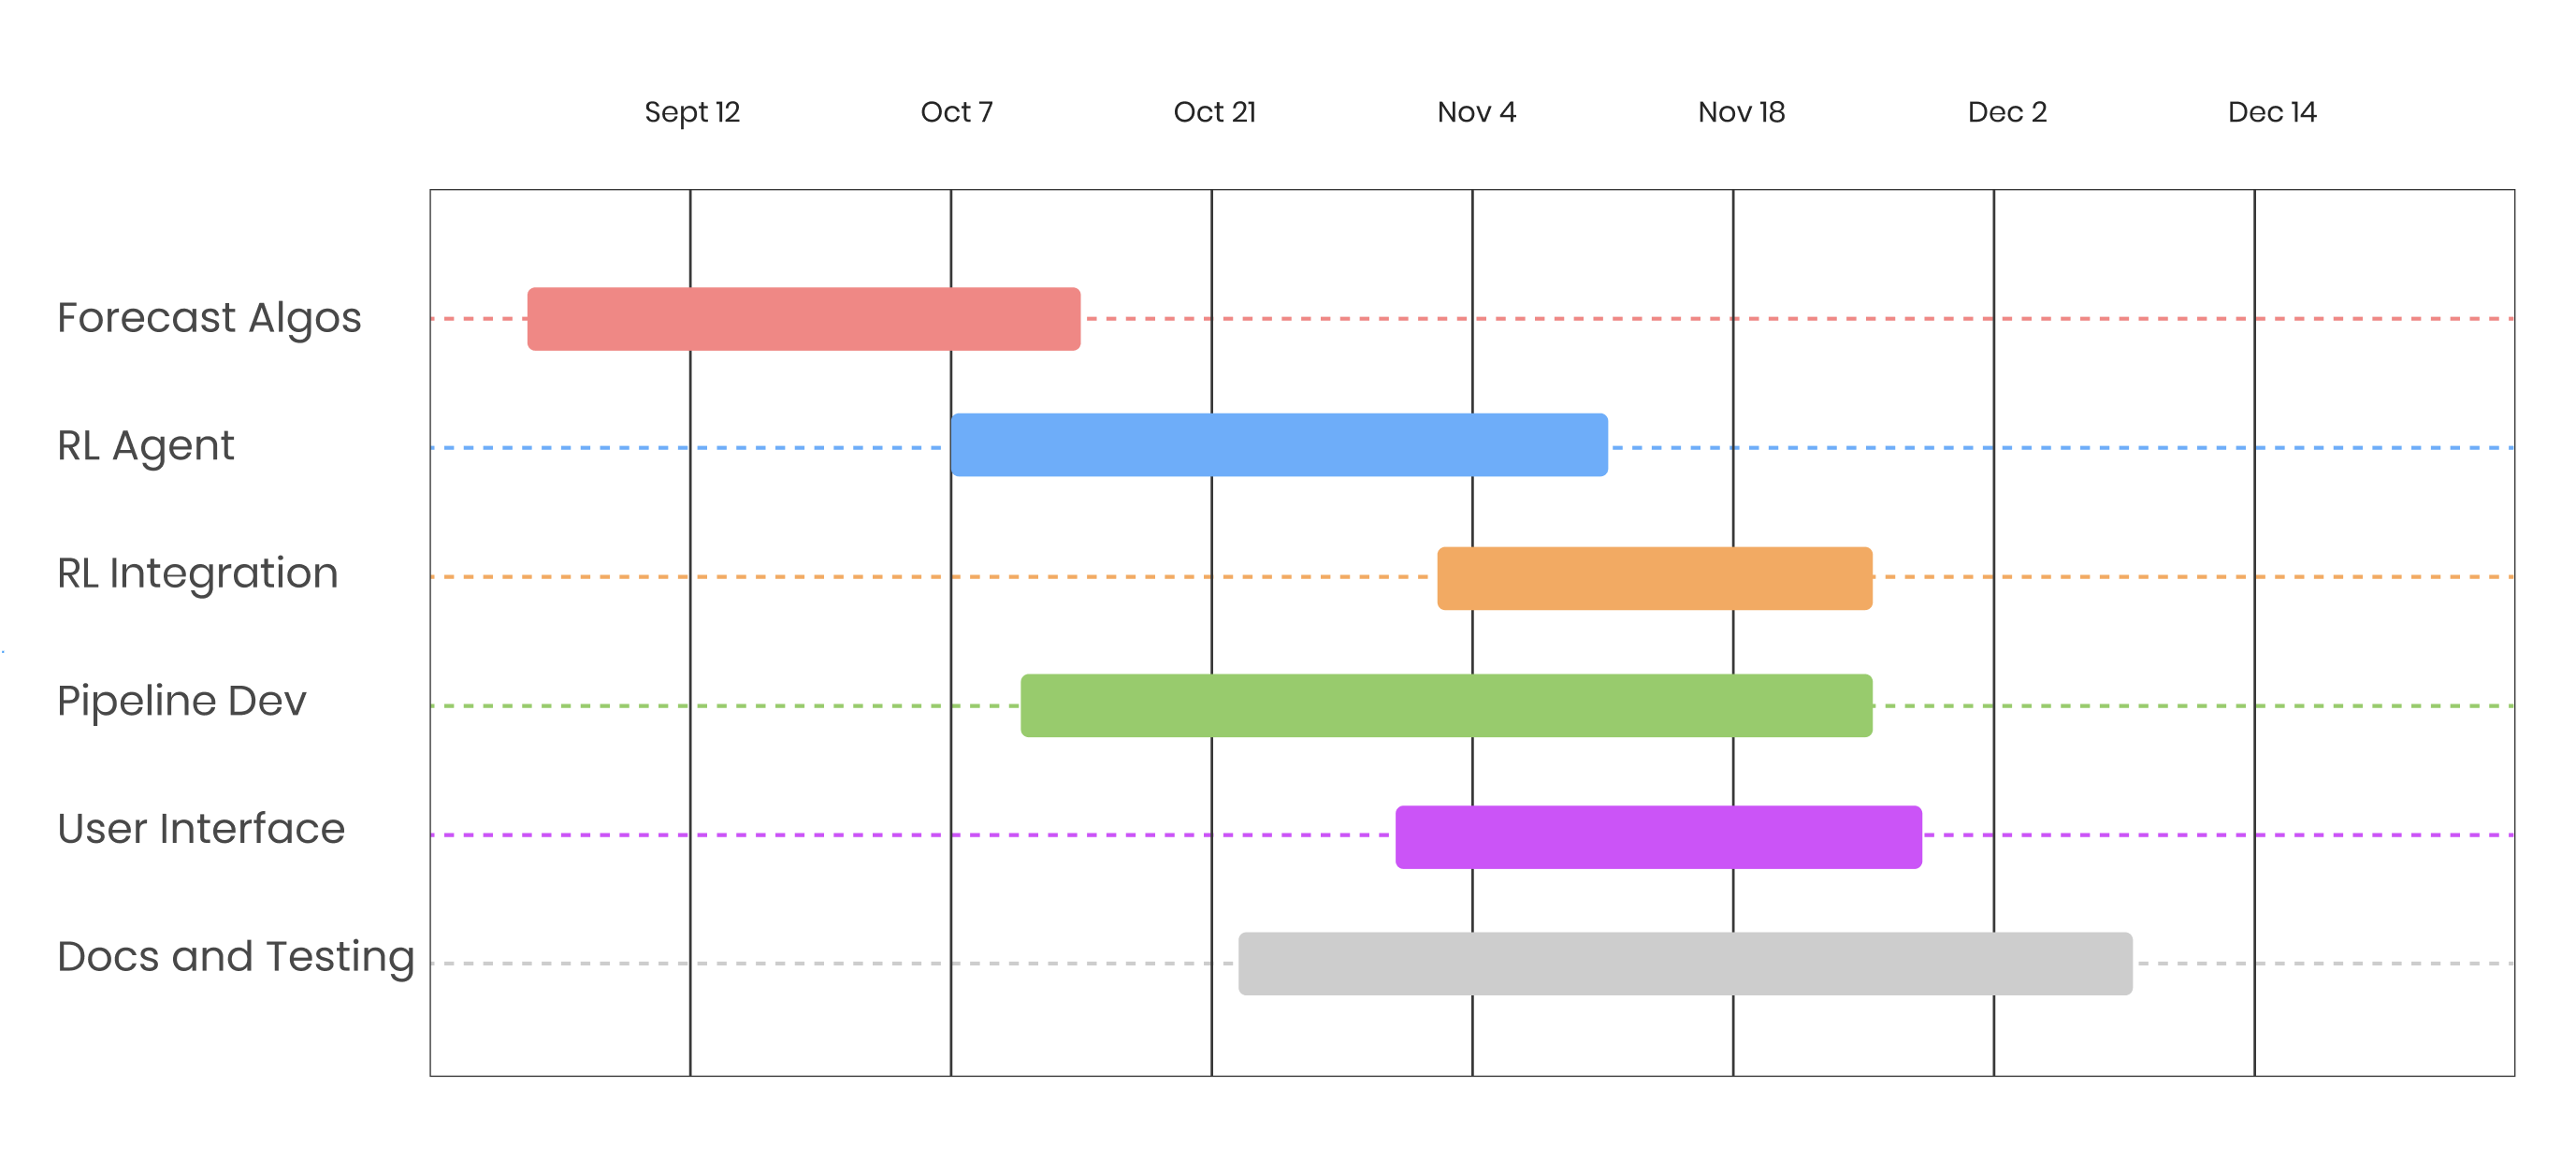 Sept 12
Oct 7
Oct 21
Nov 4
Nov 18
Dec 2
Dec 14
Forecast Algos
RL Agent
RL Integration
Pipeline Dev
User Interface
Docs and Testing